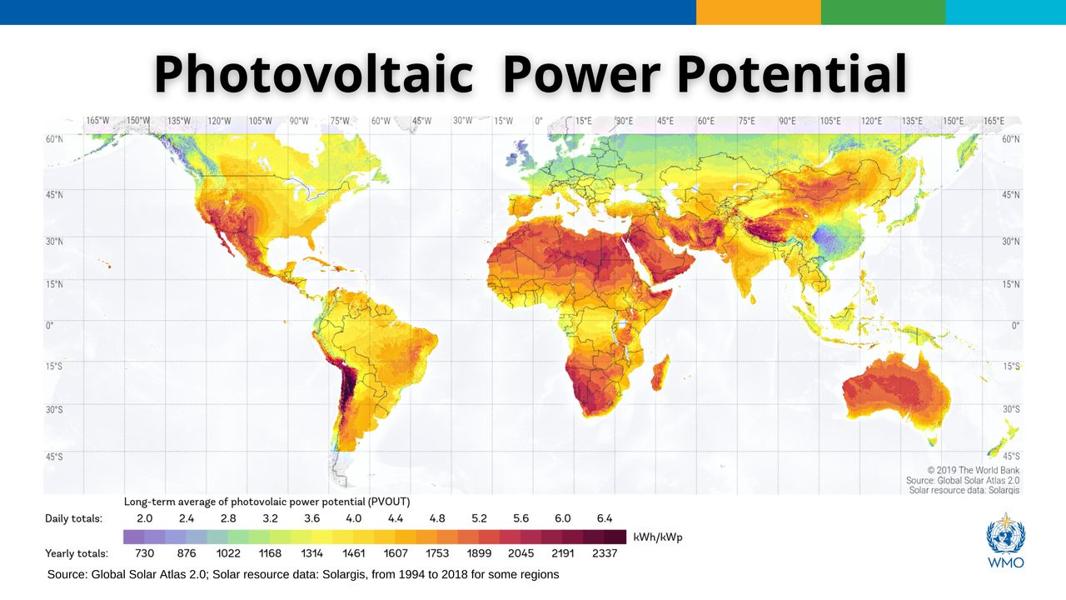 Photovoltaic Power Potential
165°W 150°W 135°W 120°W 105°W 90°W 75°W 60°W 45°W 30°W 15°W 0° 15°E 30°E 45°E 60°E 75°E 90°E 105°E 120°E 135°E 150°E 165°E
60°N 60°N
45°N 45°N
30°N 30°N
15°N 15°N
0° 0°
15°S 15°S
30°S 30°S
45°S 45°S
© 2019 The World Bank
Source: Global Solar Atlas 2.0
Solar resource data: Solargis
Long-term average of photovolaic power potential (PVOUT)
Daily totals: 2.0 2.4 2.8 3.2 3.6 4.0 4.4 4.8 5.2 5.6 6.0 6.4
kWh/kWp
Yearly totals: 730 876 1022 1168 1314 1461 1607 1753 1899 2045 2191 2337
Source: Global Solar Atlas 2.0; Solar resource data: Solargis, from 1994 to 2018 for some regions
WMO